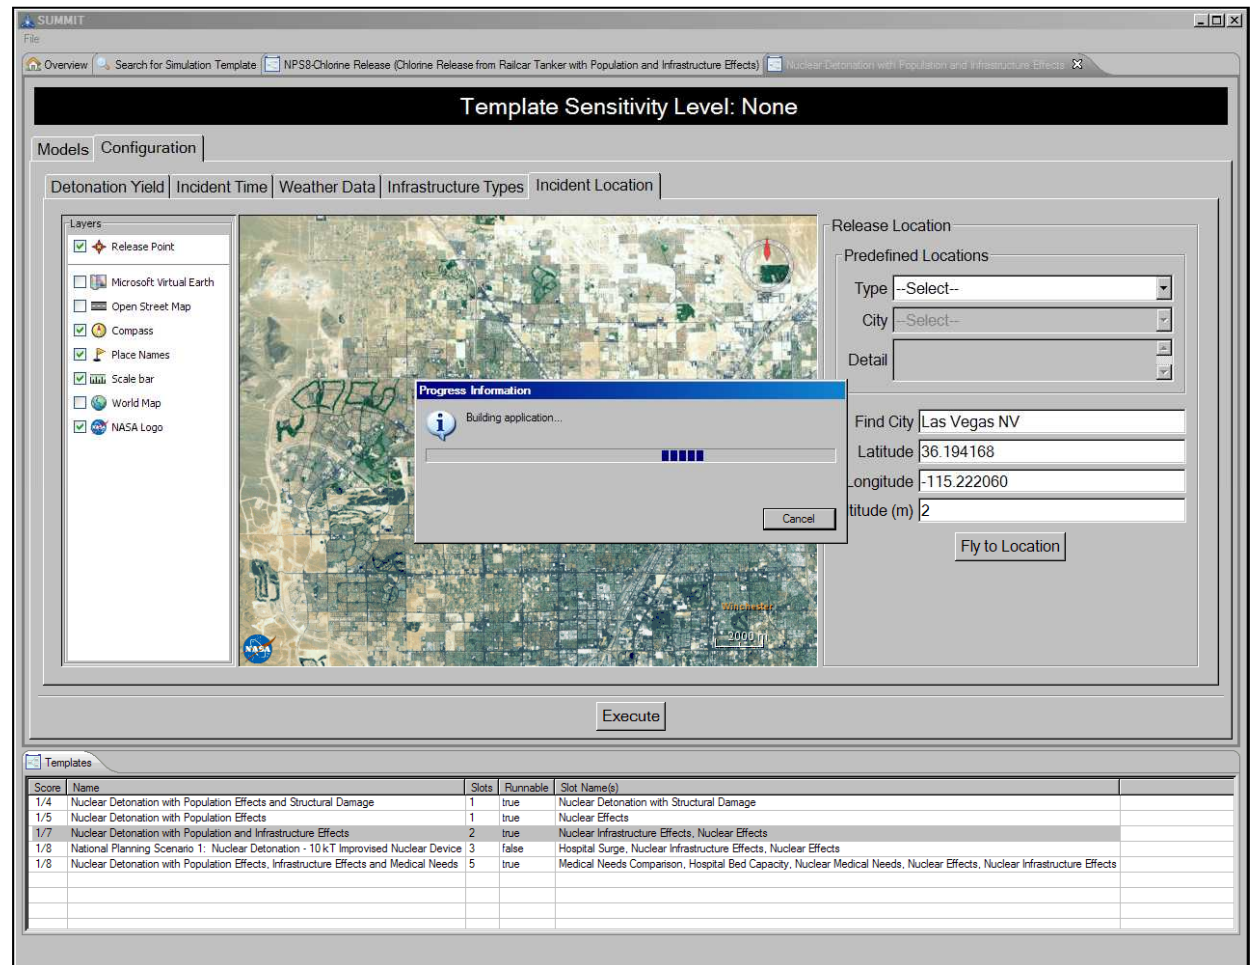 SUMMIT
File
Overview Search for Simulation Template NPS8-Chlorine Release (Chlorine Release from Railcar Tanker with Population and Infrastructure Effects) Nuclear Detonation with Population and Infrastructure Effects
Template Sensitivity Level: None
Models Configuration
Detonation Yield Incident Time Weather Data Infrastructure Types Incident Location
Layers
Release Point
Microsoft Virtual Earth
Open Street Map
Compass
Place Names
Scale bar
World Map
NASA Logo
Winchester
2000 m
NASA
Progress Information
Building application...
Cancel
Release Location
Predefined Locations
Type --Select--
City --Select--
Detail
Find City Las Vegas NV
Latitude 36.194168
Longitude -115.222060
titude (m) 2
Fly to Location
Execute
Templates
Score Name Slots Runnable Slot Name(s)
1/4 Nuclear Detonation with Population Effects and Structural Damage 1 true Nuclear Detonation with Structural Damage
1/5 Nuclear Detonation with Population Effects 1 true Nuclear Effects
1/7 Nuclear Detonation with Population and Infrastructure Effects 2 true Nuclear Infrastructure Effects, Nuclear Effects
1/8 National Planning Scenario 1: Nuclear Detonation - 10 kT Improvised Nuclear Device 3 false Hospital Surge, Nuclear Infrastructure Effects, Nuclear Effects
1/8 Nuclear Detonation with Population Effects, Infrastructure Effects and Medical Needs 5 true Medical Needs Comparison, Hospital Bed Capacity, Nuclear Medical Needs, Nuclear Effects, Nuclear Infrastructure Effects